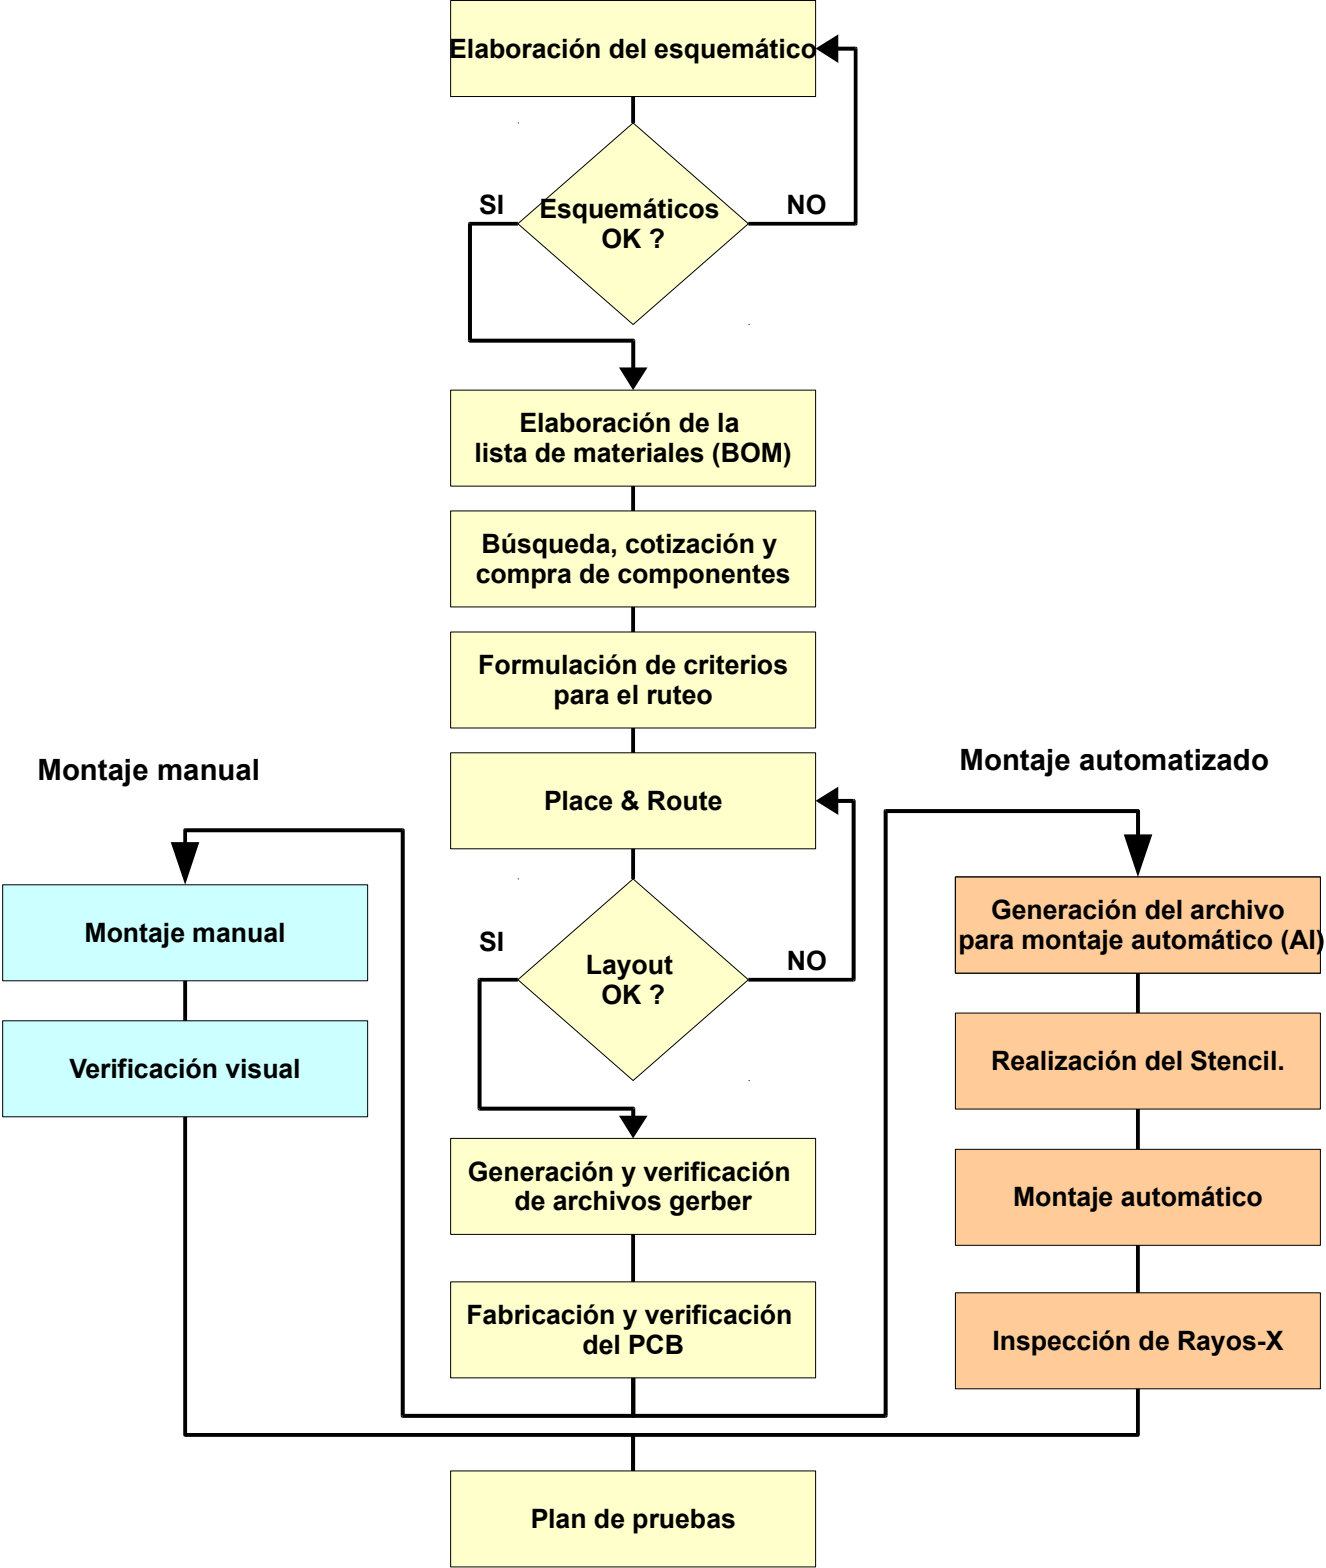 Elaboración del esquemático
SI
NO
Esquemáticos
OK ?
Elaboración de la
lista de materiales (BOM)
Búsqueda, cotización y
compra de componentes
Formulación de criterios
para el ruteo
Place & Route
SI
NO
Layout
OK ?
Generación y verificación
de archivos gerber
Fabricación y verificación
del PCB
Montaje manual
Montaje manual
Verificación visual
Montaje automatizado
Generación del archivo
para montaje automático (AI)
Realización del Stencil.
Montaje automático
Inspección de Rayos-X
Plan de pruebas